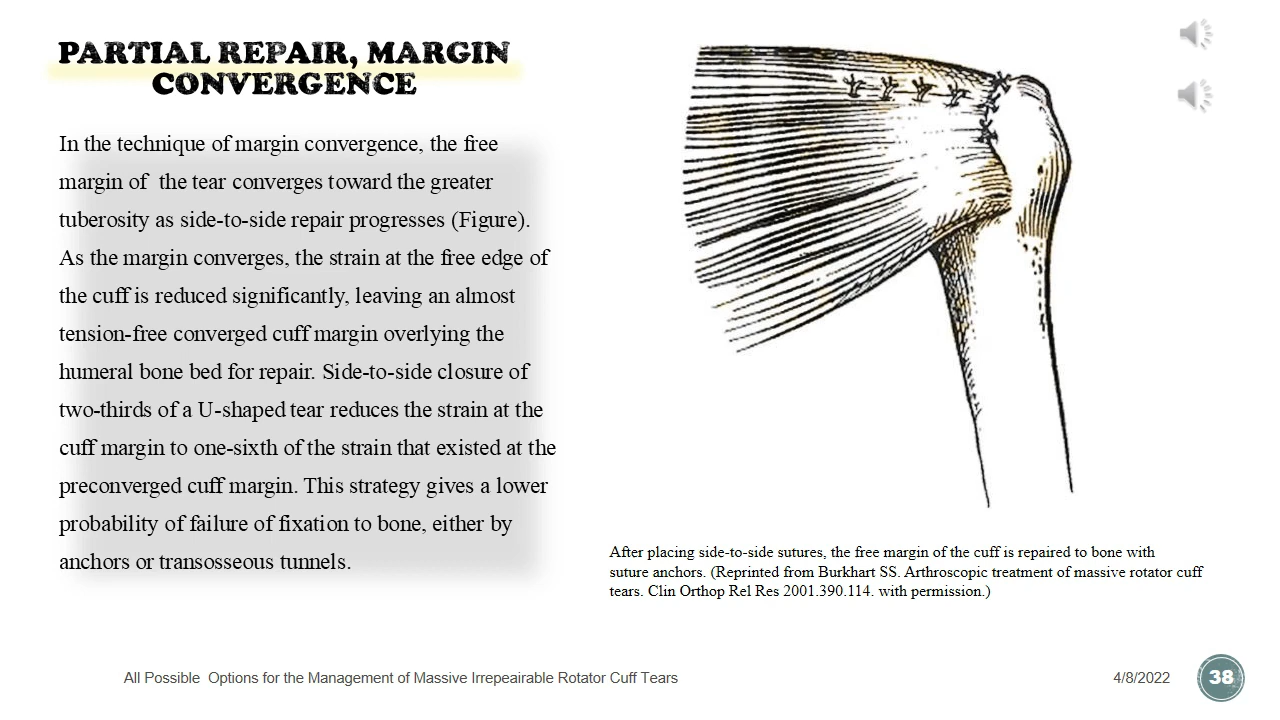 PARTIAL REPAIR, MARGIN
CONVERGENCE
In the technique of margin convergence, the free
margin of  the tear converges toward the greater
tuberosity as side-to-side repair progresses (Figure).
As the margin converges, the strain at the free edge of
the cuff is reduced significantly, leaving an almost
tension-free converged cuff margin overlying the
humeral bone bed for repair. Side-to-side closure of
two-thirds of a U-shaped tear reduces the strain at the
cuff margin to one-sixth of the strain that existed at the
preconverged cuff margin. This strategy gives a lower
probability of failure of fixation to bone, either by
anchors or transosseous tunnels.
After placing side-to-side sutures, the free margin of the cuff is repaired to bone with
suture anchors. (Reprinted from Burkhart SS. Arthroscopic treatment of massive rotator cuff
tears. Clin Orthop Rel Res 2001.390.114. with permission.)
All Possible  Options for the Management of Massive Irrepeairable Rotator Cuff Tears
4/8/2022
38